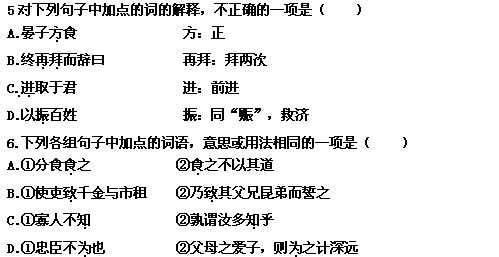 5对下列句子中加点的词的解释，不正确的一项是（　　）
A.晏子方食　　方：正
B.终再拜而辞曰　　再拜：拜两次
C.进取于君　　进：前进
D.以振百姓　　振：同“赈”，救济
6.下列各组句子中加点的词语，意思或用法相同的一项是（　　）
A.①分食食之　　②食之不以其道
B.①使吏致千金与市租　　②乃致其父兄昆弟而誓之
C.①寡人不知　　②孰谓汝多知乎
D.①忠臣不为也　　②父母之爱子，则为之计深远